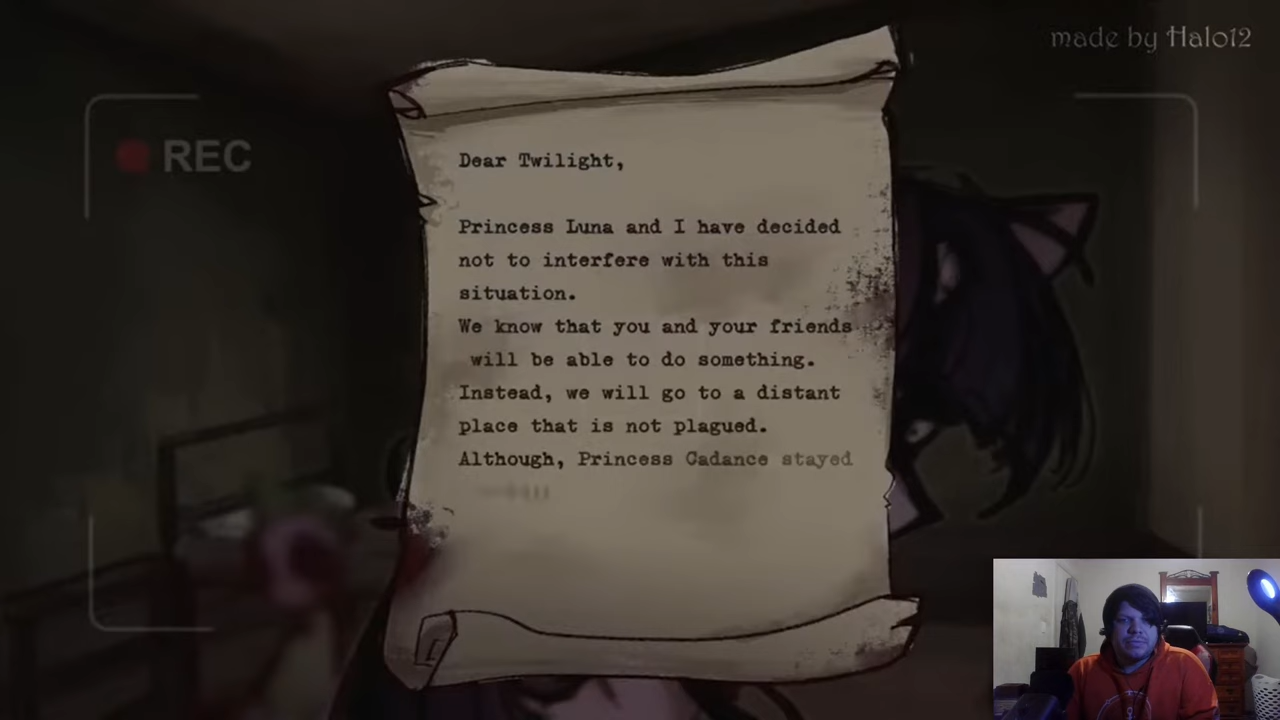 made by Halo12
REC
Dear Twilight,
Princess Luna and I have decided
not to interfere with this
situation.
We know that you and your friends
will be able to do something.
Instead, we will go to a distant
place that is not plagued.
Although, Princess Cadance stayed